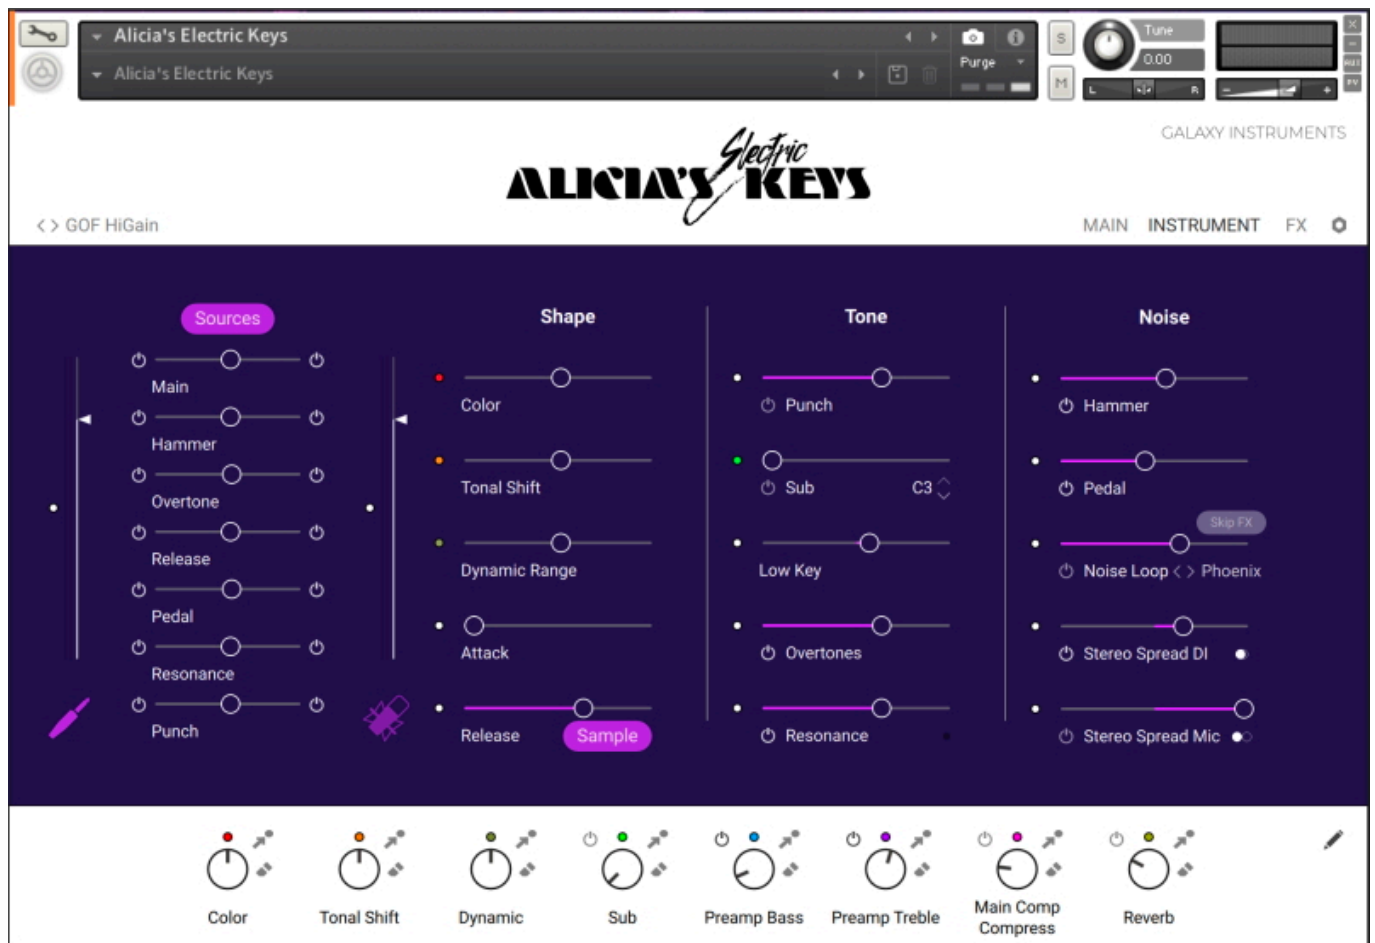 Alicia's Electric Keys
Alicia's Electric Keys
Purge
S
M
Tune
0.00
L R
- +
AUX
PV
GALAXY INSTRUMENTS
ALICIA'S Electric KEYS
< > GOF HiGain
MAIN INSTRUMENT FX
Sources
Main
Hammer
Overtone
Release
Pedal
Resonance
Punch
Shape
Color
Tonal Shift
Dynamic Range
Attack
Release Sample
Tone
Punch
Sub C3
Low Key
Overtones
Resonance
Noise
Hammer
Pedal
Skip FX
Noise Loop < > Phoenix
Stereo Spread DI
Stereo Spread Mic
Color
Tonal Shift
Dynamic
Sub
Preamp Bass
Preamp Treble
Main Comp
Compress
Reverb